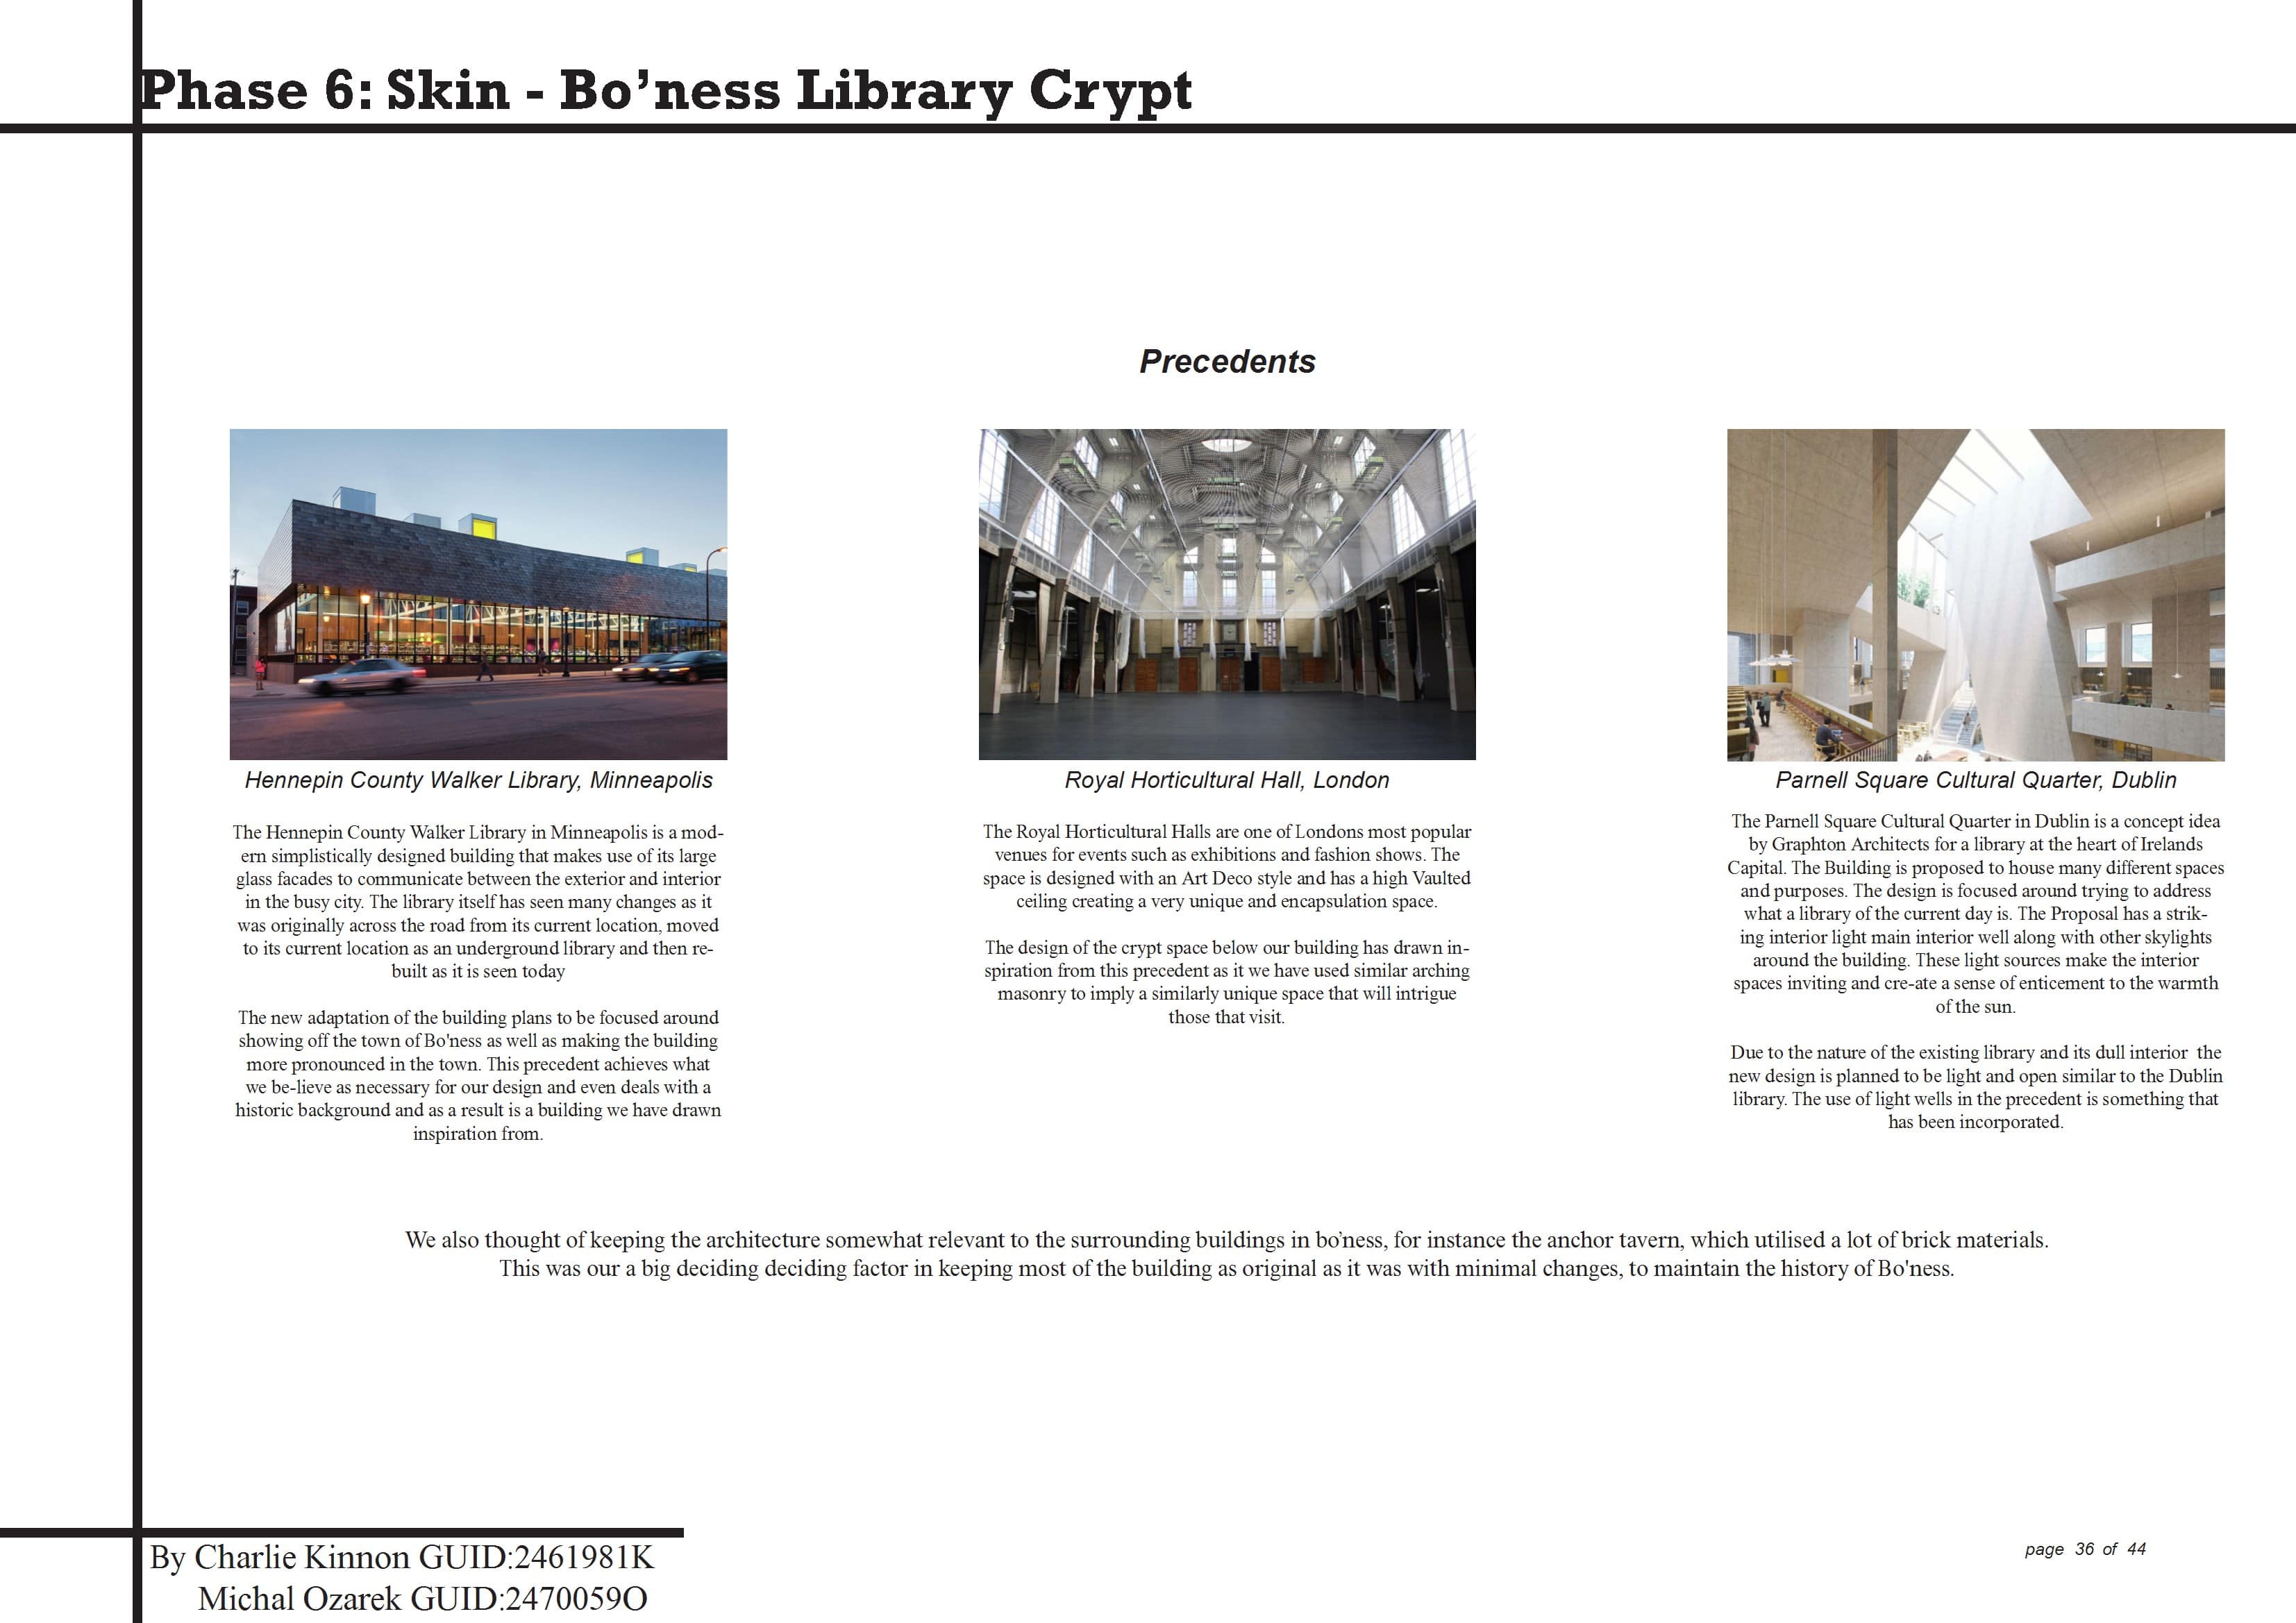 Phase 6: Skin - Bo’ness Library Crypt
Precedents
Hennepin County Walker Library, Minneapolis
The Hennepin County Walker Library in Minneapolis is a mod-
ern simplistically designed building that makes use of its large
glass facades to communicate between the exterior and interior
in the busy city. The library itself has seen many changes as it
was originally across the road from its current location, moved
to its current location as an underground library and then re-
built as it is seen today
The new adaptation of the building plans to be focused around
showing off the town of Bo'ness as well as making the building
more pronounced in the town. This precedent achieves what
we be-lieve as necessary for our design and even deals with a
historic background and as a result is a building we have drawn
inspiration from.
Royal Horticultural Hall, London
The Royal Horticultural Halls are one of Londons most popular
venues for events such as exhibitions and fashion shows. The
space is designed with an Art Deco style and has a high Vaulted
ceiling creating a very unique and encapsulation space.
The design of the crypt space below our building has drawn in-
spiration from this precedent as it we have used similar arching
masonry to imply a similarly unique space that will intrigue
those that visit.
Parnell Square Cultural Quarter, Dublin
The Parnell Square Cultural Quarter in Dublin is a concept idea
by Graphton Architects for a library at the heart of Irelands
Capital. The Building is proposed to house many different spaces
and purposes. The design is focused around trying to address
what a library of the current day is. The Proposal has a strik-
ing interior light main interior well along with other skylights
around the building. These light sources make the interior
spaces inviting and cre-ate a sense of enticement to the warmth
of the sun.
Due to the nature of the existing library and its dull interior  the
new design is planned to be light and open similar to the Dublin
library. The use of light wells in the precedent is something that
has been incorporated.
We also thought of keeping the architecture somewhat relevant to the surrounding buildings in bo’ness, for instance the anchor tavern, which utilised a lot of brick materials.
This was our a big deciding deciding factor in keeping most of the building as original as it was with minimal changes, to maintain the history of Bo'ness.
By Charlie Kinnon GUID:2461981K
Michal Ozarek GUID:2470059O
page 36 of 44